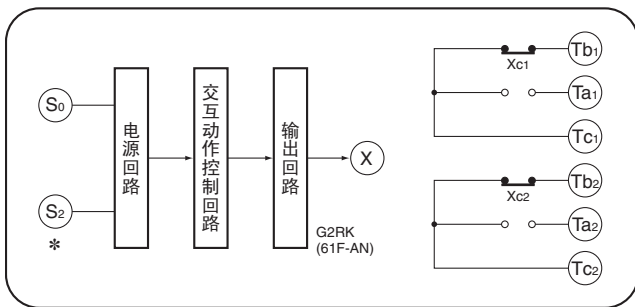 S0
S2
*
电源回路
交互动作控制回路
输出回路
X
G2RK
(61F-AN)
Xc1
Tb1
Ta1
Tc1
Xc2
Tb2
Ta2
Tc2